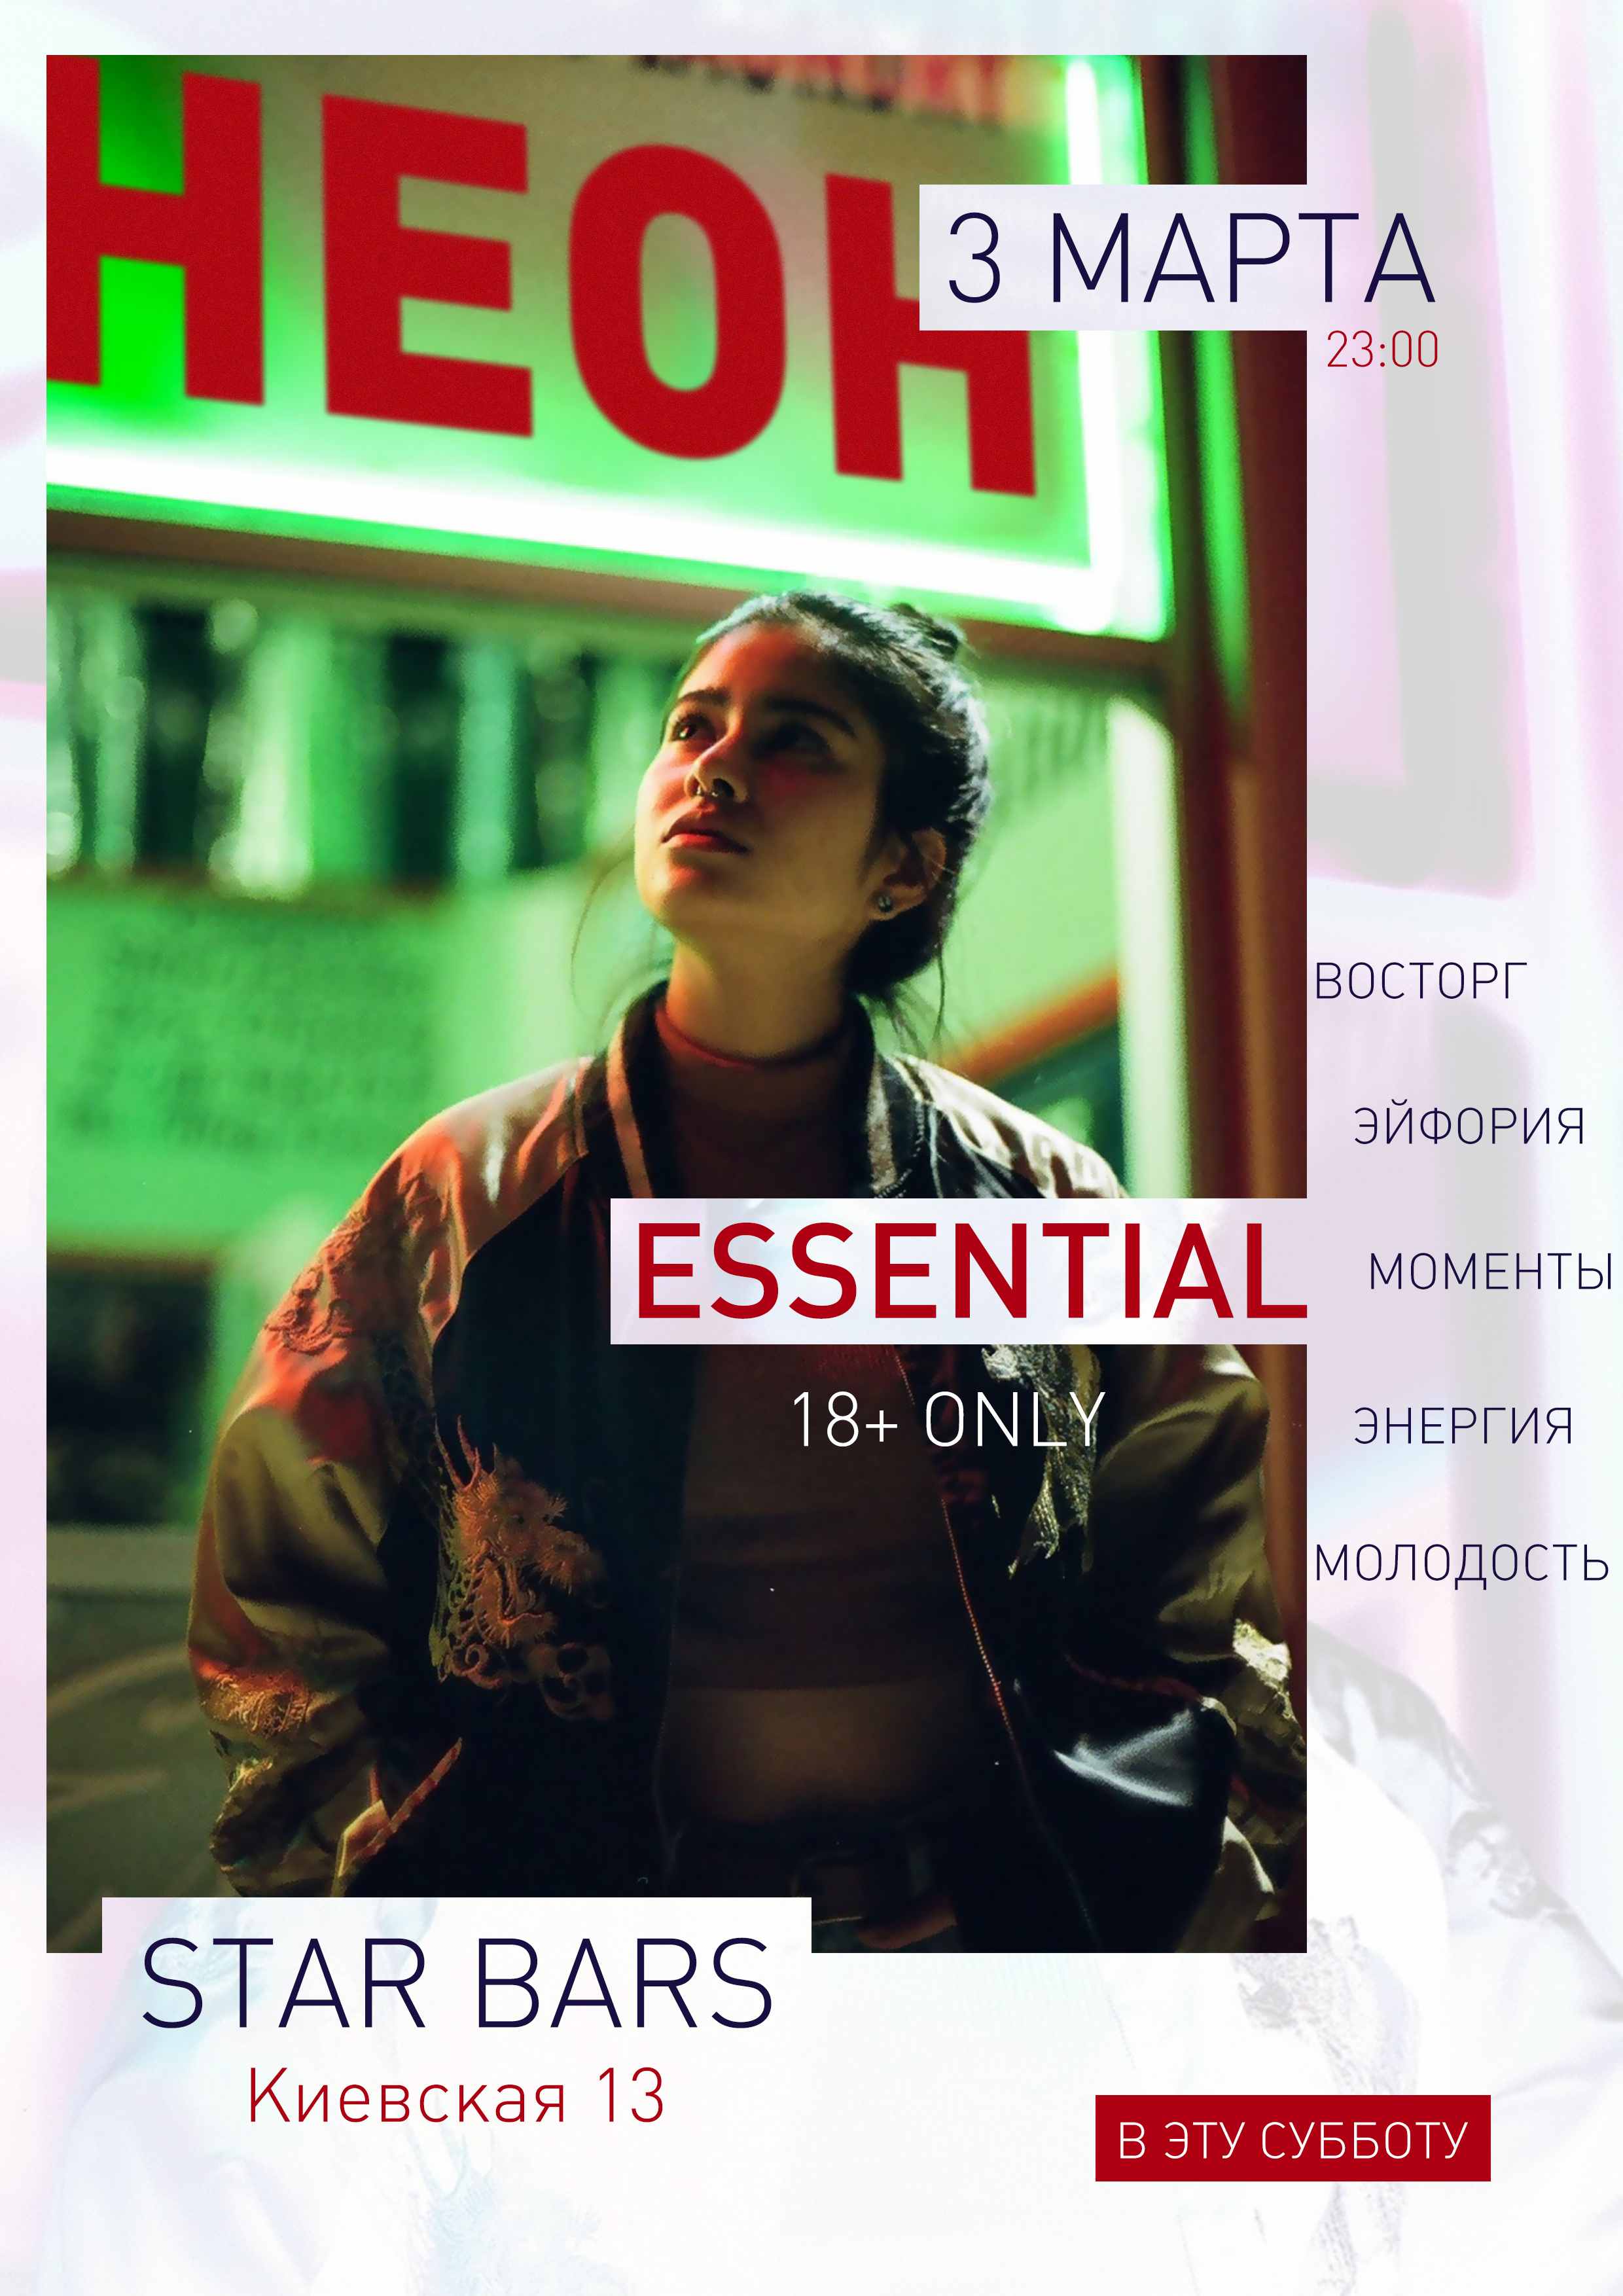 НЕОН
3 МАРТА
23:00
ВОСТОРГ
ЭЙФОРИЯ
ESSENTIAL
МОМЕНТЫ
18+ ONLY
ЭНЕРГИЯ
МОЛОДОСТЬ
STAR BARS
Киевская 13
В ЭТУ СУББОТУ